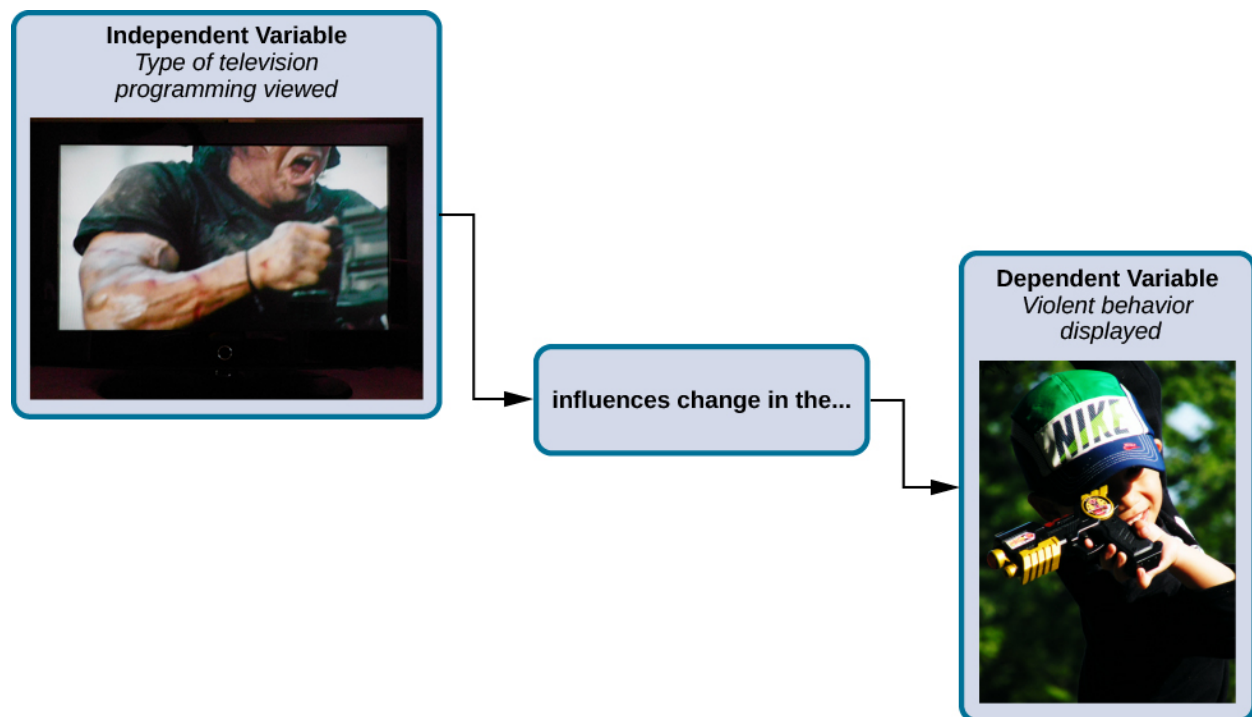 Independent Variable
Type of television
programming viewed
influences change in the...
Dependent Variable
Violent behavior
displayed
NIKE